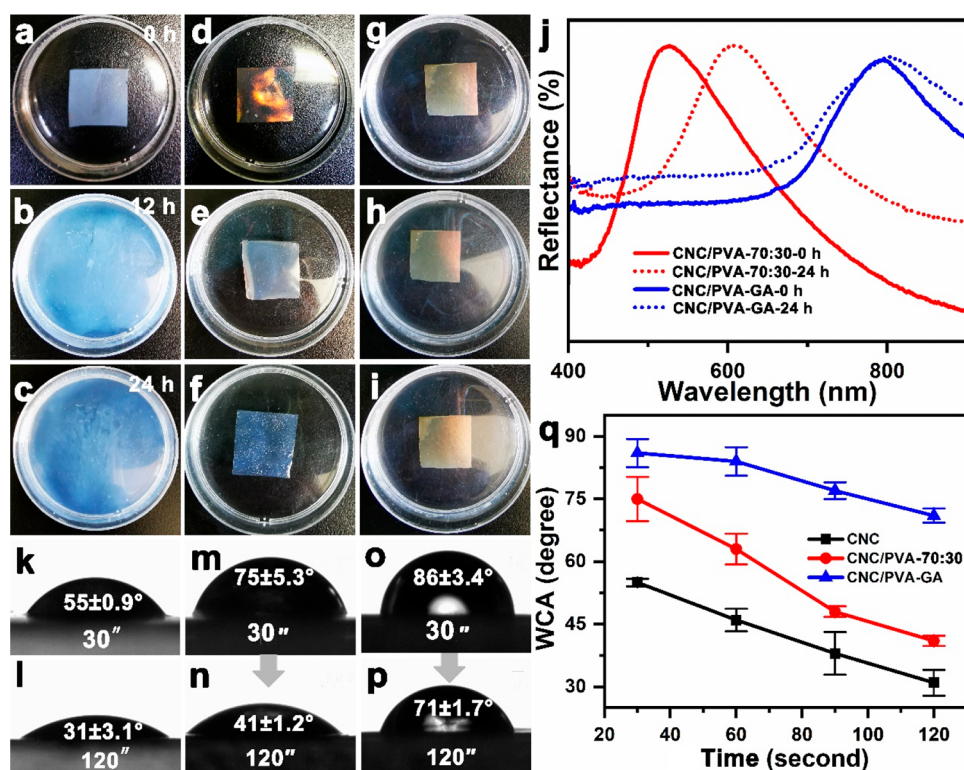 a
0 h
d
g
b
12 h
e
h
c
24 h
f
i
j
Reflectance (%)
CNC/PVA-70:30-0 h
CNC/PVA-70:30-24 h
CNC/PVA-GA-0 h
CNC/PVA-GA-24 h
400
600
800
Wavelength (nm)
k
55±0.9°
30″
m
75±5.3°
30″
o
86±3.4°
30″
l
31±3.1°
120″
n
41±1.2°
120″
p
71±1.7°
120″
q
WCA (degree)
90
75
60
45
30
CNC
CNC/PVA-70:30
CNC/PVA-GA
20
40
60
80
100
120
Time (second)